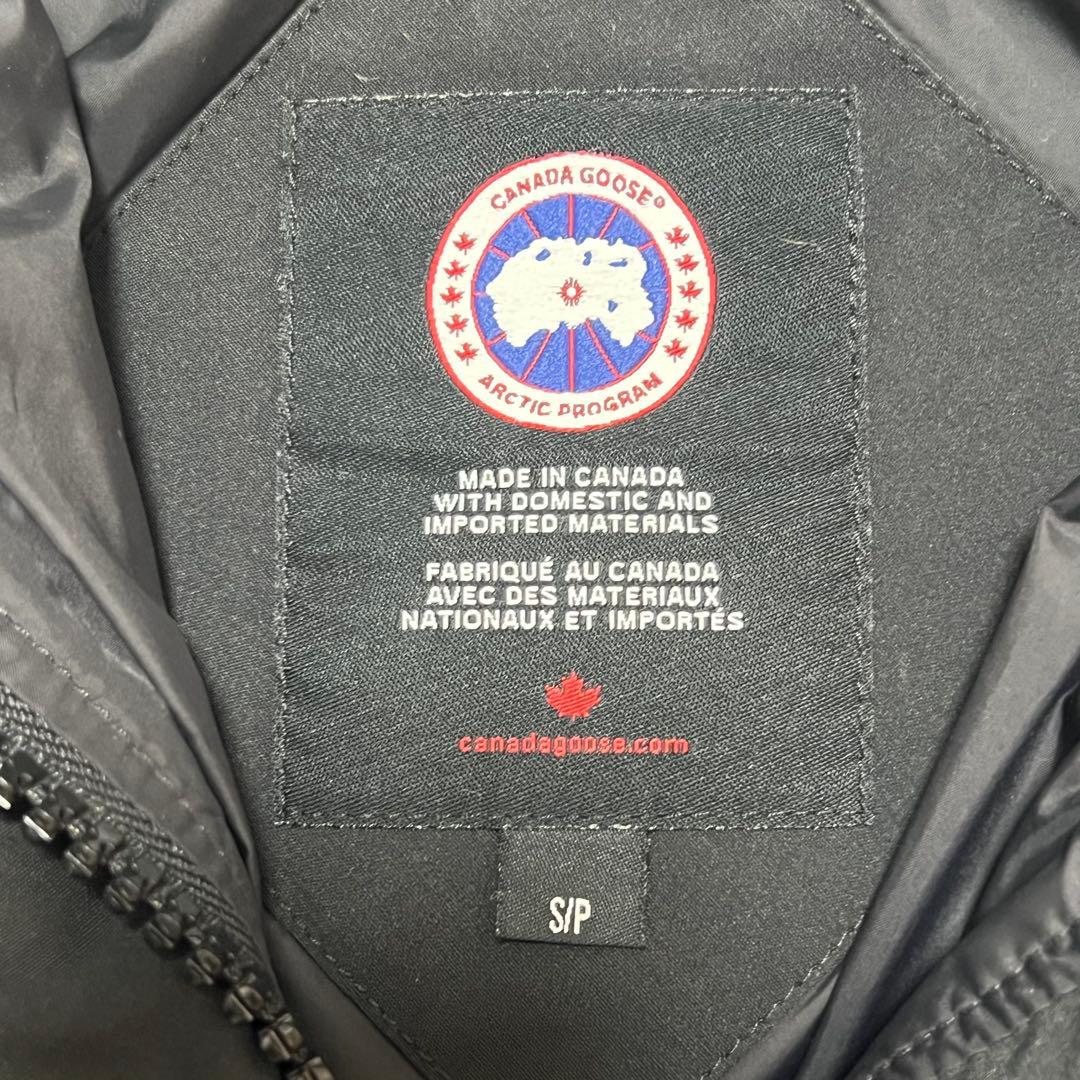 CANADA GOOSE®
ARCTIC PROGRAM
MADE IN CANADA
WITH DOMESTIC AND
IMPORTED MATERIALS
FABRIQUÉ AU CANADA
AVEC DES MATERIAUX
NATIONAUX ET IMPORTÉS
canadagoose.com
S/P